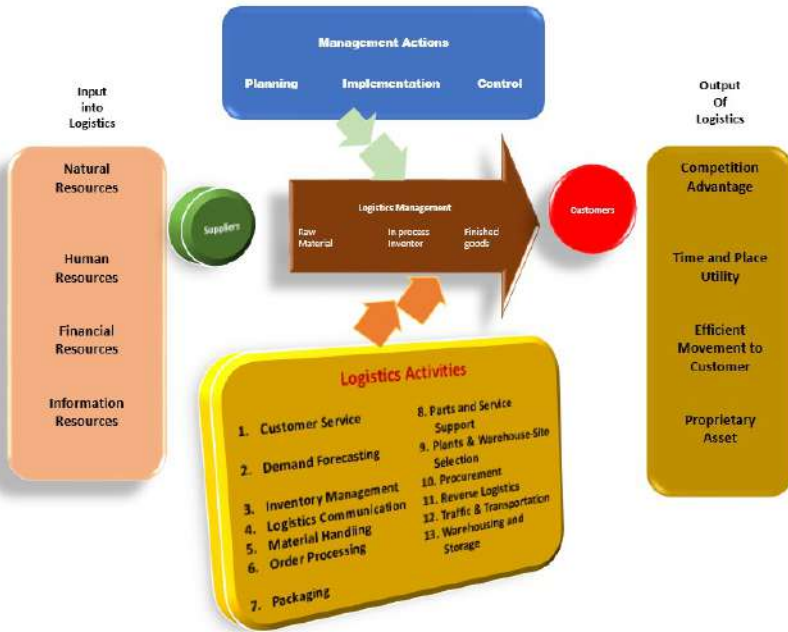 Management Actions
Planning Implementation Control
Input
into
Logistics
Natural
Resources
Human
Resources
Financial
Resources
Information
Resources
Suppliers
Logistics Management
Raw
Material
In process
Inventor
Finished
goods
Customers
Output
Of
Logistics
Competition
Advantage
Time and Place
Utility
Efficient
Movement to
Customer
Proprietary
Asset
Logistics Activities
1. Customer Service
2. Demand Forecasting
3. Inventory Management
4. Logistics Communication
5. Material Handling
6. Order Processing
7. Packaging
8. Parts and Service
Support
9. Plants & Warehouse-Site
Selection
10. Procurement
11. Reverse Logistics
12. Traffic & Transportation
13. Warehousing and
Storage